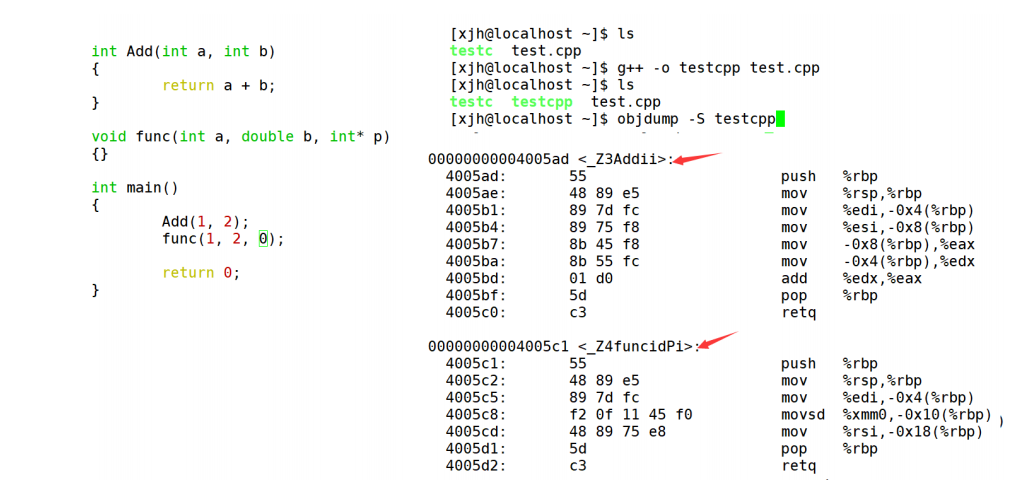 int Add(int a, int b)
{
        return a + b;
}
void func(int a, double b, int* p)
{}
int main()
{
        Add(1, 2);
        func(1, 2, 0);
        return 0;
}
[xjh@localhost ~]$ ls
testc  test.cpp
[xjh@localhost ~]$ g++ -o testcpp test.cpp
[xjh@localhost ~]$ ls
testc  testcpp  test.cpp
[xjh@localhost ~]$ objdump -S testcpp
00000000004005ad <_Z3Addii>:
  4005ad:       55                      push   %rbp
  4005ae:       48 89 e5                mov    %rsp,%rbp
  4005b1:       89 7d fc                mov    %edi,-0x4(%rbp)
  4005b4:       89 75 f8                mov    %esi,-0x8(%rbp)
  4005b7:       8b 45 f8                mov    -0x8(%rbp),%eax
  4005ba:       8b 55 fc                mov    -0x4(%rbp),%edx
  4005bd:       01 d0                   add    %edx,%eax
  4005bf:       5d                      pop    %rbp
  4005c0:       c3                      retq
00000000004005c1 <_Z4funcidPi>:
  4005c1:       55                      push   %rbp
  4005c2:       48 89 e5                mov    %rsp,%rbp
  4005c5:       89 7d fc                mov    %edi,-0x4(%rbp)
  4005c8:       f2 0f 11 45 f0          movsd  %xmm0,-0x10(%rbp) )
  4005cd:       48 89 75 e8             mov    %rsi,-0x18(%rbp)
  4005d1:       5d                      pop    %rbp
  4005d2:       c3                      retq